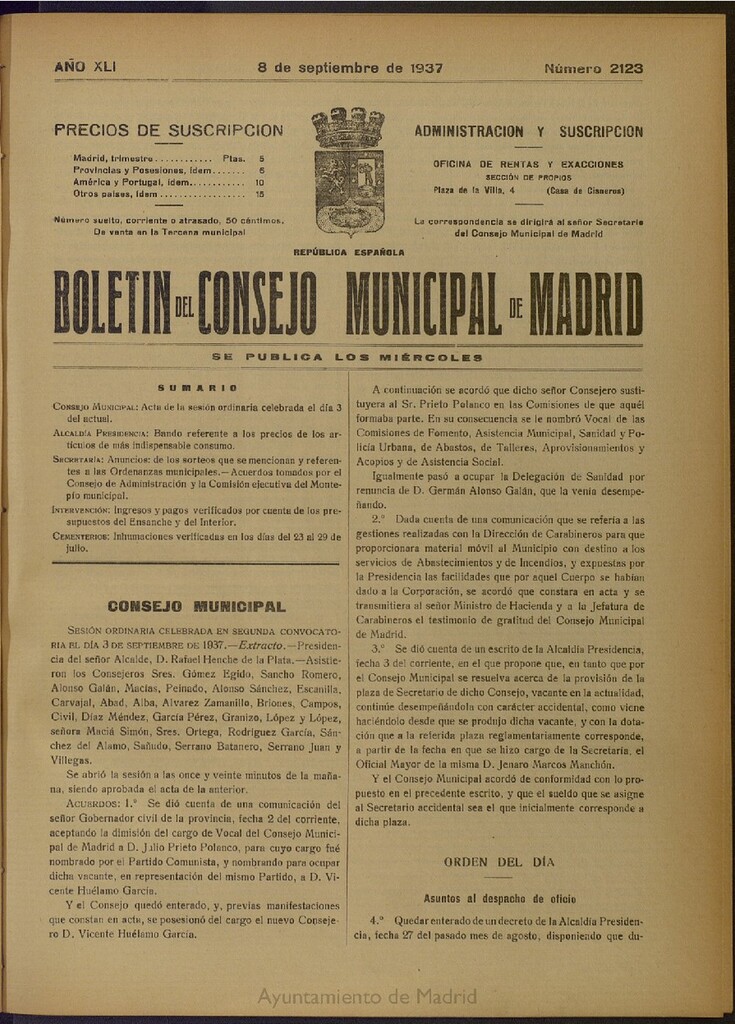 AÑO XLI
8 de septiembre de 1937
Número 2123
PRECIOS DE SUSCRIPCION
Madrid, trimestre............ Ptas. 5
Provincias y Posesiones, ídem....... 6
América y Portugal, ídem........... 10
Otros países, ídem.................. 15
Número suelto, corriente o atrasado, 50 céntimos.
De venta en la Tercena municipal
ADMINISTRACION Y SUSCRIPCIÓN
OFICINA DE RENTAS Y EXACCIONES
SECCIÓN DE PROPIOS
Plaza de la Villa, 4 (Casa de Cisneros)
La correspondencia se dirigirá al señor Secretario
del Consejo Municipal de Madrid
REPÚBLICA ESPAÑOLA
BOLETIN DEL CONSEJO MUNICIPAL DE MADRID
SE PUBLICA LOS MIÉRCOLES
SUMARIO
CONSEJO MUNICIPAL: Acta de la sesión ordinaria celebrada el día 3
del actual.
ALCALDÍA PRESIDENCIA: Bando referente a los precios de los ar-
tículos de más indispensable consumo.
SECRETARÍA: Anuncios: de los sorteos que se mencionan y referen-
tes a las Ordenanzas municipales.—Acuerdos tomados por el
Consejo de Administración y la Comisión ejecutiva del Monte-
pío municipal.
INTERVENCIÓN: Ingresos y pagos verificados por cuenta de los pre-
supuestos del Ensanche y del Interior.
CEMENTERIOS: Inhumaciones verificadas en los días del 23 al 29 de
julio.
CONSEJO MUNICIPAL
SESIÓN ORDINARIA CELEBRADA EN SEGUNDA CONVOCATO-
RIA EL DÍA 3 DE SEPTIEMBRE DE 1937.—Extracto.—Presiden-
cia del señor Alcalde, D. Rafael Henche de la Plata.—Asistie-
ron los Consejeros Sres. Gómez Egido, Sancho Romero,
Alonso Galán, Macías, Peinado, Alonso Sánchez, Escanilla,
Carvajal, Abad, Alba, Alvarez Zamanillo, Briones, Campos,
Civil, Díaz Méndez, García Pérez, Granizo, López y López,
señora Maciá Simón, Sres. Ortega, Rodríguez García, Sán-
chez del Alamo, Sañudo, Serrano Batanero, Serrano Juan y
Villegas.
Se abrió la sesión a las once y veinte minutos de la maña-
na, siendo aprobada el acta de la anterior.
ACUERDOS: 1.º Se dió cuenta de una comunicación del
señor Gobernador civil de la provincia, fecha 2 del corriente,
aceptando la dimisión del cargo de Vocal del Consejo Munici-
pal de Madrid a D. Julio Prieto Polanco, para cuyo cargo fué
nombrado por el Partido Comunista, y nombrando para ocupar
dicha vacante, en representación del mismo Partido, a D. Vi-
cente Huélamo García.
Y el Consejo quedó enterado, y, previas manifestaciones
que constan en acta, se posesionó del cargo el nuevo Conseje-
ro D. Vicente Huélamo García.
A continuación se acordó que dicho señor Consejero susti-
tuyera al Sr. Prieto Polanco en las Comisiones de que aquél
formaba parte. En su consecuencia se le nombró Vocal de las
Comisiones de Fomento, Asistencia Municipal, Sanidad y Po-
licía Urbana, de Abastos, de Talleres, Aprovisionamientos y
Acopios y de Asistencia Social.
Igualmente pasó a ocupar la Delegación de Sanidad por
renuncia de D. Germán Alonso Galán, que la venía desempe-
ñando.
2.º Dada cuenta de una comunicación que se refería a las
gestiones realizadas con la Dirección de Carabineros para que
proporcionara material móvil al Municipio con destino a los
servicios de Abastecimientos y de Incendios, y expuestas por
la Presidencia las facilidades que por aquel Cuerpo se habían
dado a la Corporación, se acordó que constara en acta y se
transmitiera al señor Ministro de Hacienda y a la Jefatura de
Carabineros el testimonio de gratitud del Consejo Municipal
de Madrid.
3.º Se dió cuenta de un escrito de la Alcaldía Presidencia,
fecha 3 del corriente, en el que propone que, en tanto que por
el Consejo Municipal se resuelva acerca de la provisión de la
plaza de Secretario de dicho Consejo, vacante en la actualidad,
continúe desempeñándola con carácter accidental, como viene
haciéndolo desde que se produjo dicha vacante, y con la dotación
que a la referida plaza reglamentariamente corresponde,
a partir de la fecha en que se hizo cargo de la Secretaría, el
Oficial Mayor de la misma D. Jenaro Marcos Manchón.
Y el Consejo Municipal acordó de conformidad con lo pro-
puesto en el precedente escrito, y que el sueldo que se asigne
al Secretario accidental sea el que inicialmente corresponde a
dicha plaza.
ORDEN DEL DÍA
Asuntos al despacho de oficio
4.º Quedar enterado de un decreto de la Alcaldía Presiden-
cia, fecha 27 del pasado mes de agosto, disponiendo que du-
Ayuntamiento de Madrid